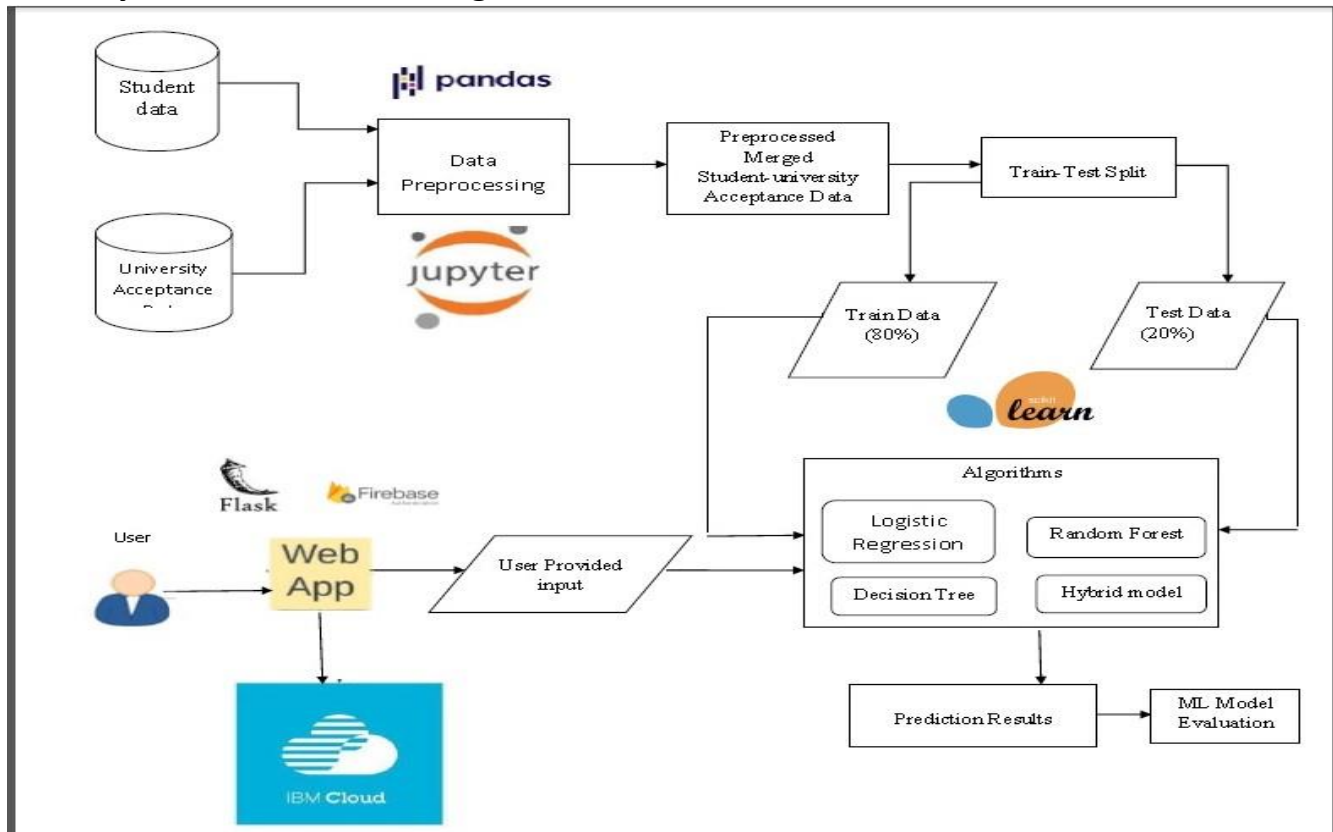 Student
data
pandas
Data
Preprocessing
Preprocessed
Merged
Student-university
Acceptance Data
Train-Test Split
University
Acceptance
jupyter
Train Data
(80%)
Test Data
(20%)
scikit
learn
Algorithms
Logistic
Regression
Random Forest
Decision Tree
Hybrid model
Flask
Firebase
Authentication
User
Web
App
User Provided
input
IBM Cloud
Prediction Results
ML Model
Evaluation